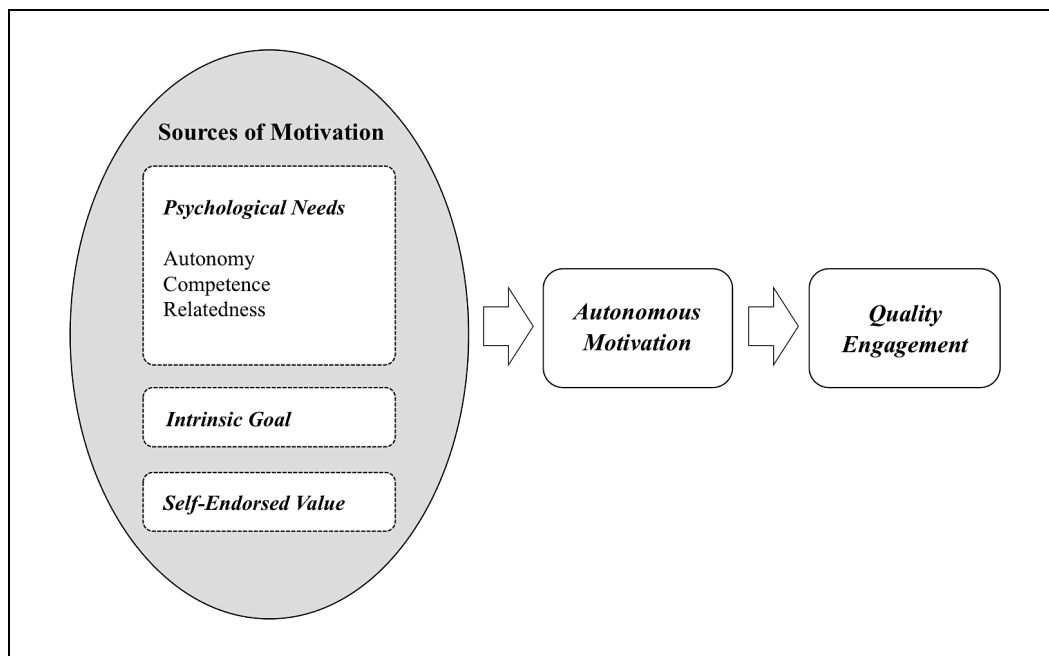 Sources of Motivation
Psychological Needs
Autonomy
Competence
Relatedness
Intrinsic Goal
Self-Endorsed Value
Autonomous
Motivation
Quality
Engagement